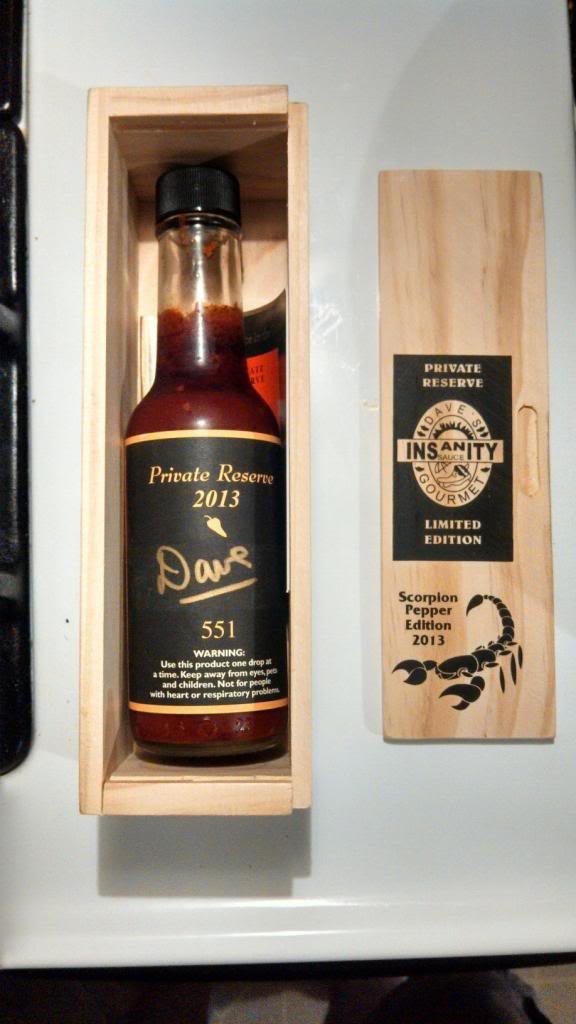 Private Reserve
2013
Dave
551
WARNING:
Use this product one drop at
a time. Keep away from eyes, pets
and children. Not for people
with heart or respiratory problems.
PRIVATE
RESERVE
DAVE'S
INSANITY
SAUCE
GOURMET
LIMITED
EDITION
Scorpion
Pepper
Edition
2013